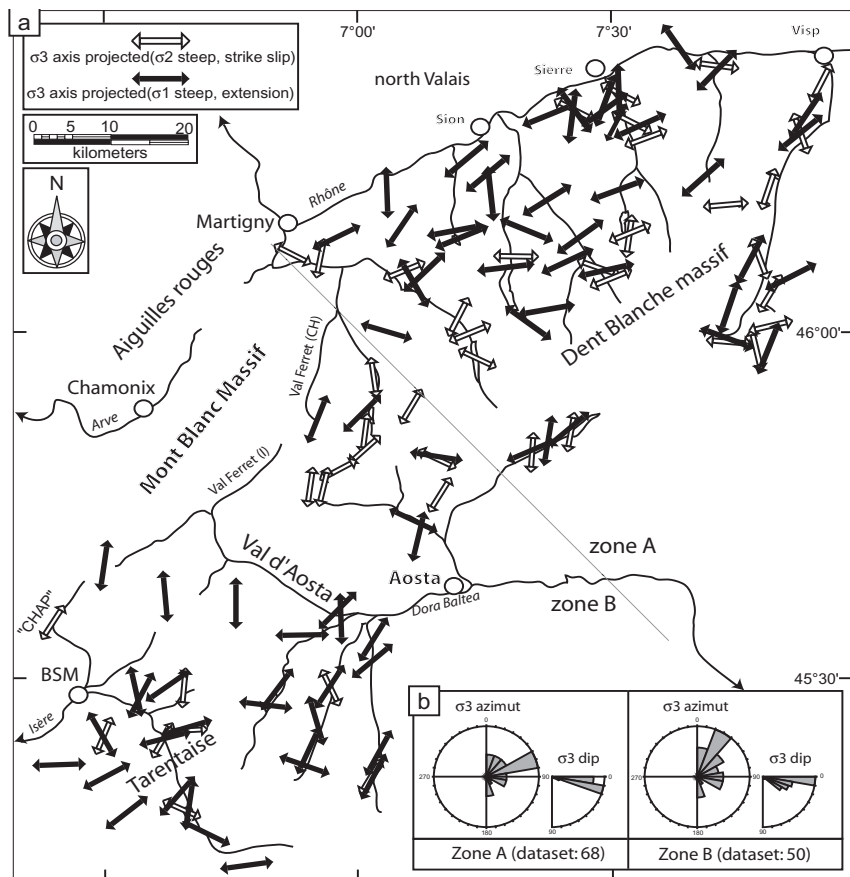 a
7°00'
7°30'
σ3 axis projected(σ2 steep, strike slip)
σ3 axis projected(σ1 steep, extension)
0 5 10 20
kilometers
N
north Valais
Sierre
Visp
Sion
Rhône
Martigny
Aiguilles rouges
Dent Blanche massif
46°00'
Val Ferret (CH)
Chamonix
Arve
Mont Blanc Massif
Val Ferret (I)
zone A
Val d'Aosta
Aosta
zone B
Dora Baltea
"CHAP"
BSM
45°30'
Isère
Tarentaise
b
σ3 azimut
σ3 dip
0
270
90
180
0
90
σ3 azimut
σ3 dip
0
270
90
180
0
90
Zone A (dataset: 68)
Zone B (dataset: 50)